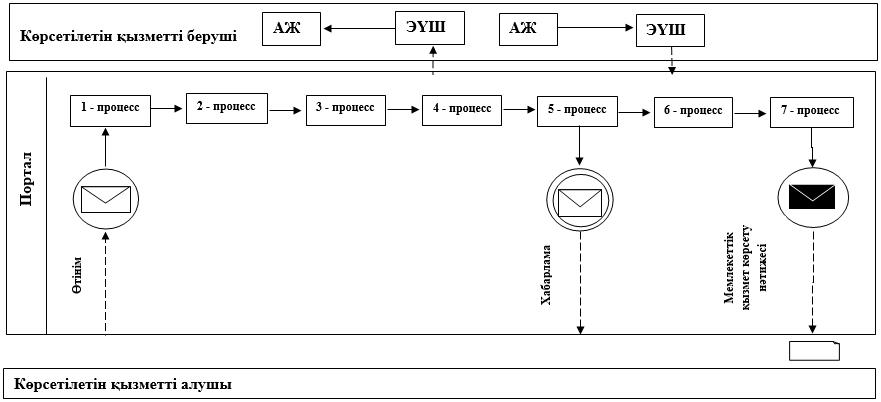 Көрсетілетін қызметті беруші
АЖ
ЭҮШ
АЖ
ЭҮШ
Портал
1 - процесс
2 - процесс
3 - процесс
4 - процесс
5 - процесс
6 - процесс
7 - процесс
Өтінім
Хабарлама
Мемлекеттік
қызмет көрсету
нәтижесі
Көрсетілетін қызметті алушы